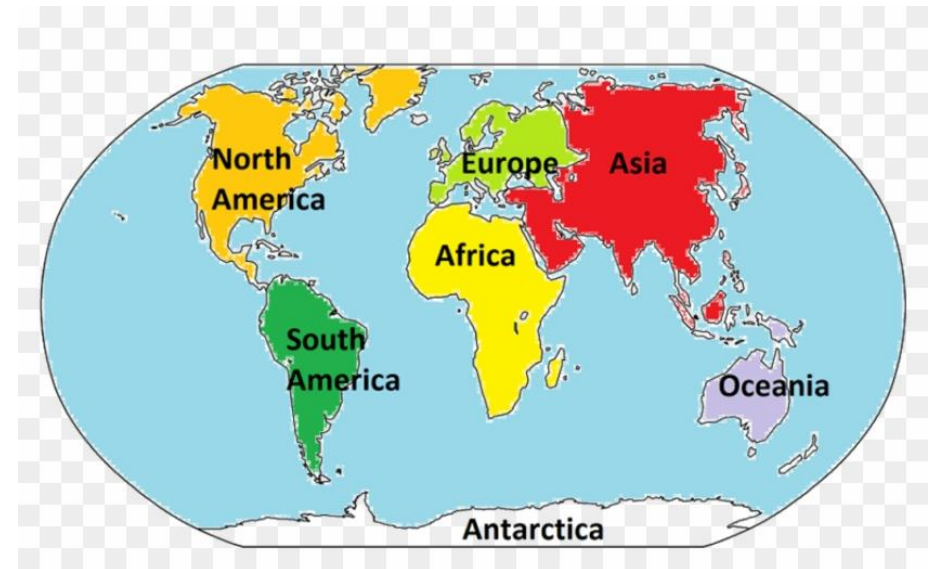 North
America
Europe
Asia
Africa
South
America
Oceania
Antarctica